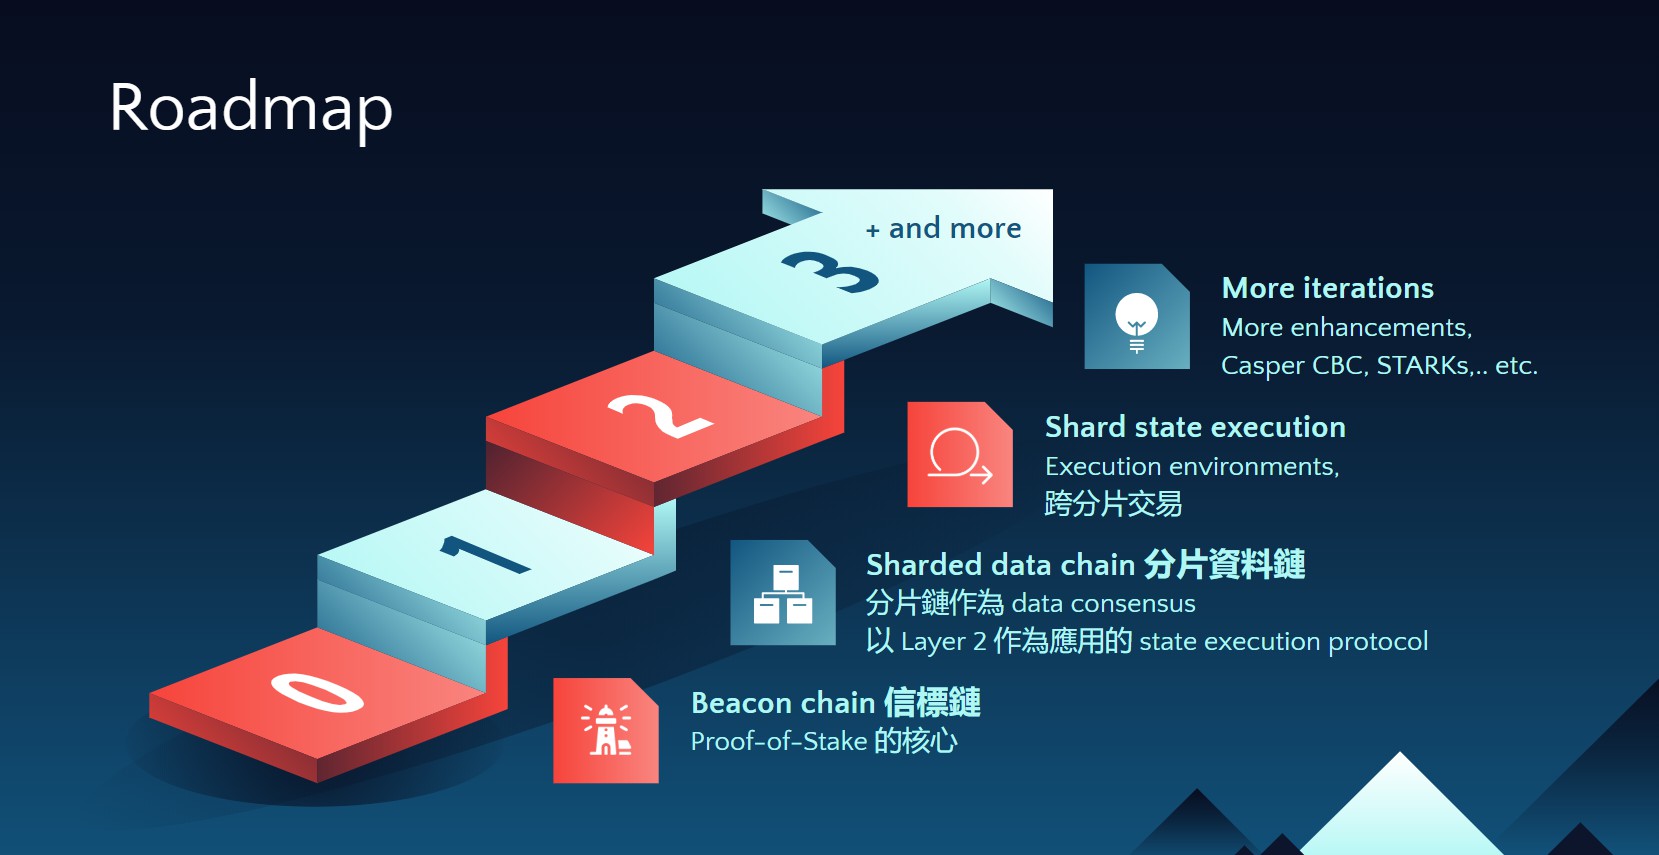 Roadmap
+ and more
3
More iterations
More enhancements,
Casper CBC, STARKs,.. etc.
2
Shard state execution
Execution environments,
跨分片交易
1
Sharded data chain 分片資料鏈
分片鏈作為 data consensus
以 Layer 2 作為應用的 state execution protocol
0
Beacon chain 信標鏈
Proof-of-Stake 的核心